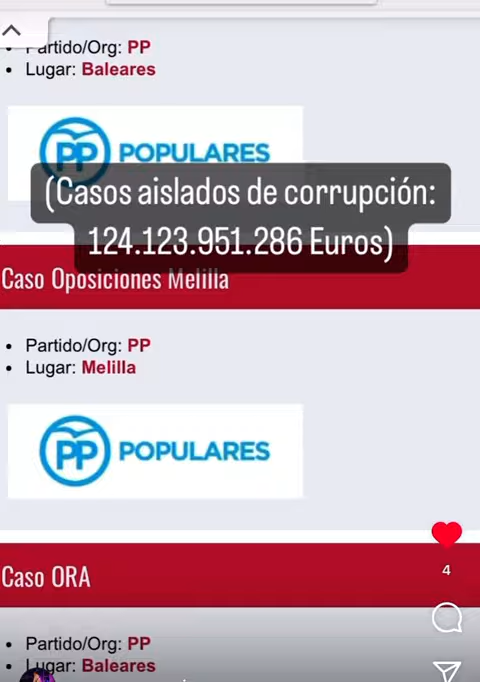 Partido/Org: PP
Lugar: Baleares
PP POPULARES
(Casos aislados de corrupción:
124.123.951.286 Euros)
Caso Oposiciones Melilla
Partido/Org: PP
Lugar: Melilla
PP POPULARES
Caso ORA
4
Partido/Org: PP
Lugar: Baleares